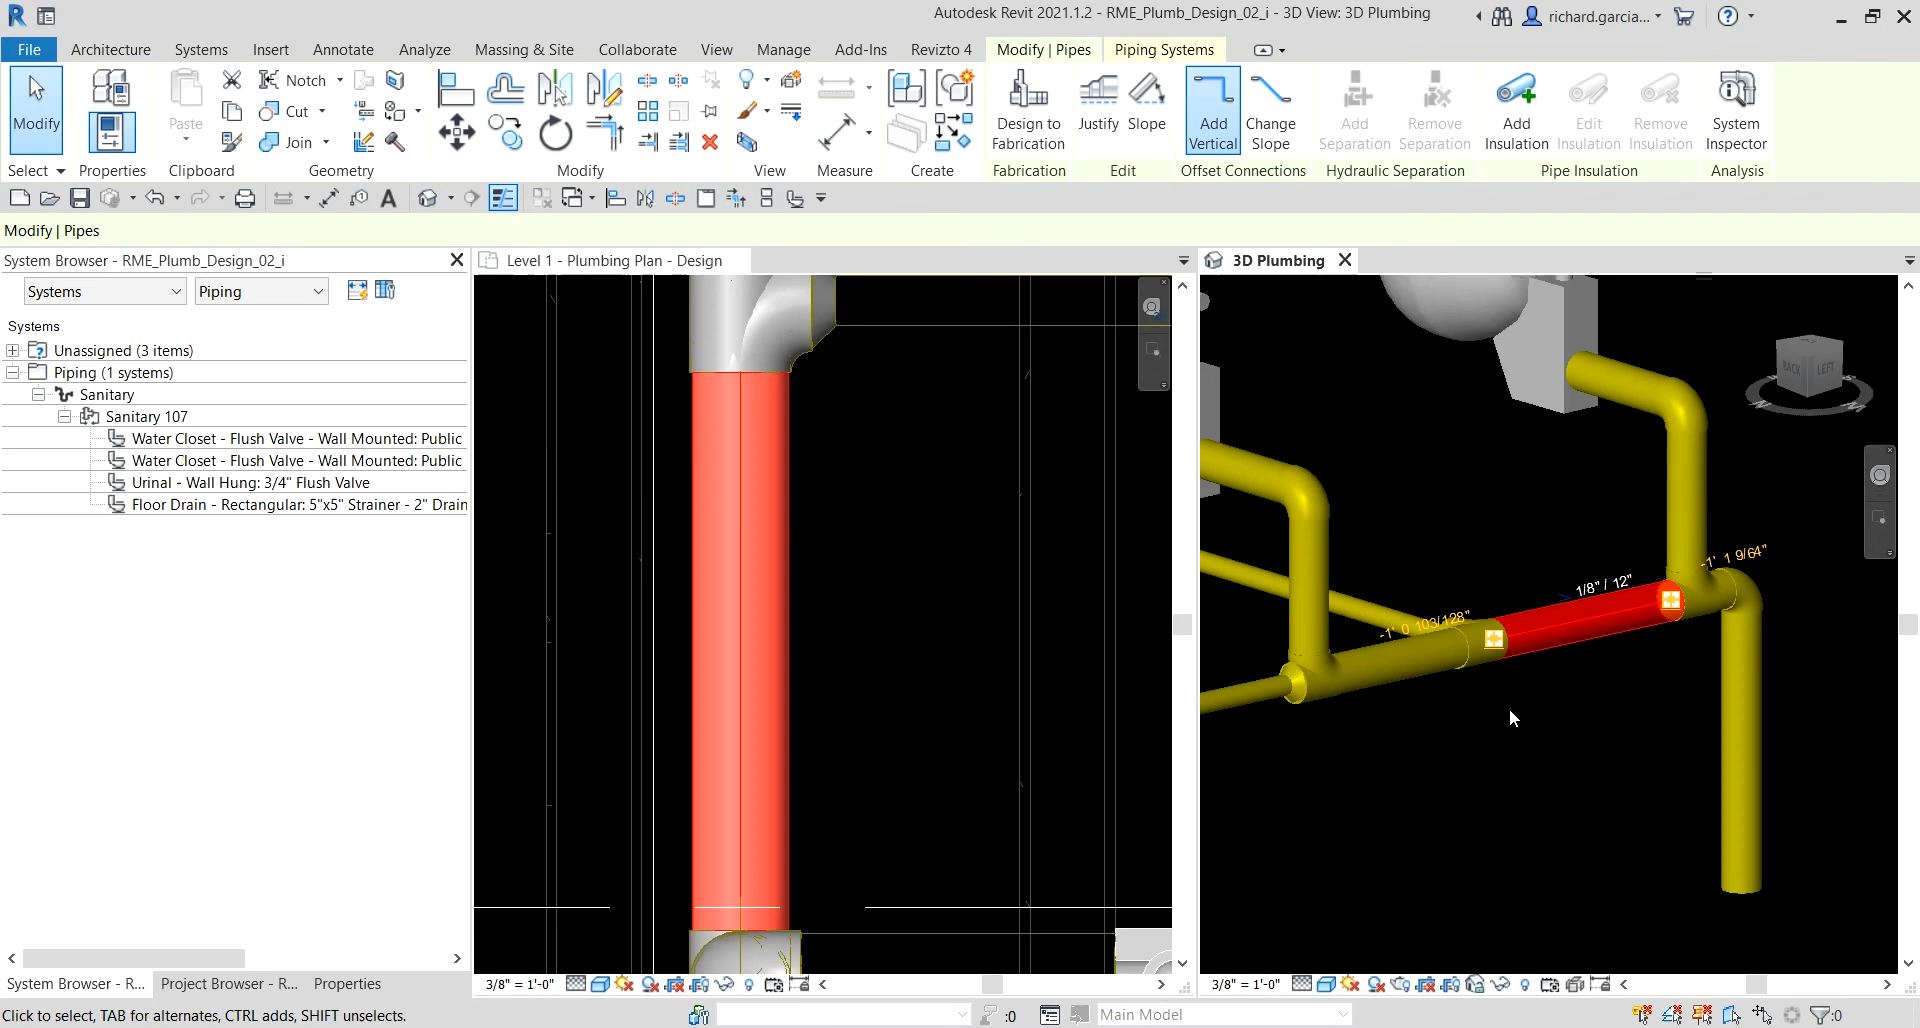 Autodesk Revit 2021.1.2 - RME_Plumb_Design_02_i - 3D View: 3D Plumbing
richard.garcia...
File Architecture Systems Insert Annotate Analyze Massing & Site Collaborate View Manage Add-Ins Revizto 4 Modify | Pipes Piping Systems
Modify
Paste
Notch
Cut
Join
Design to Fabrication
Justify
Slope
Add Vertical
Change Slope
Add Separation
Remove Separation
Add Insulation
Edit Insulation
Remove Insulation
System Inspector
Select Properties Clipboard Geometry Modify View Measure Create Fabrication Edit Offset Connections Hydraulic Separation Pipe Insulation Analysis
Modify | Pipes
System Browser - RME_Plumb_Design_02_i
Level 1 - Plumbing Plan - Design
3D Plumbing
Systems Piping
Systems
Unassigned (3 items)
Piping (1 systems)
Sanitary
Sanitary 107
Water Closet - Flush Valve - Wall Mounted: Public
Water Closet - Flush Valve - Wall Mounted: Public
Urinal - Wall Hung: 3/4" Flush Valve
Floor Drain - Rectangular: 5"x5" Strainer - 2" Drain
BACK LEFT
-1' 1 9/64"
1/8" / 12"
-1' 0 103/128"
System Browser - R... Project Browser - R... Properties
3/8" = 1'-0"
3/8" = 1'-0"
Click to select, TAB for alternates, CTRL adds, SHIFT unselects.
:0
Main Model
:0